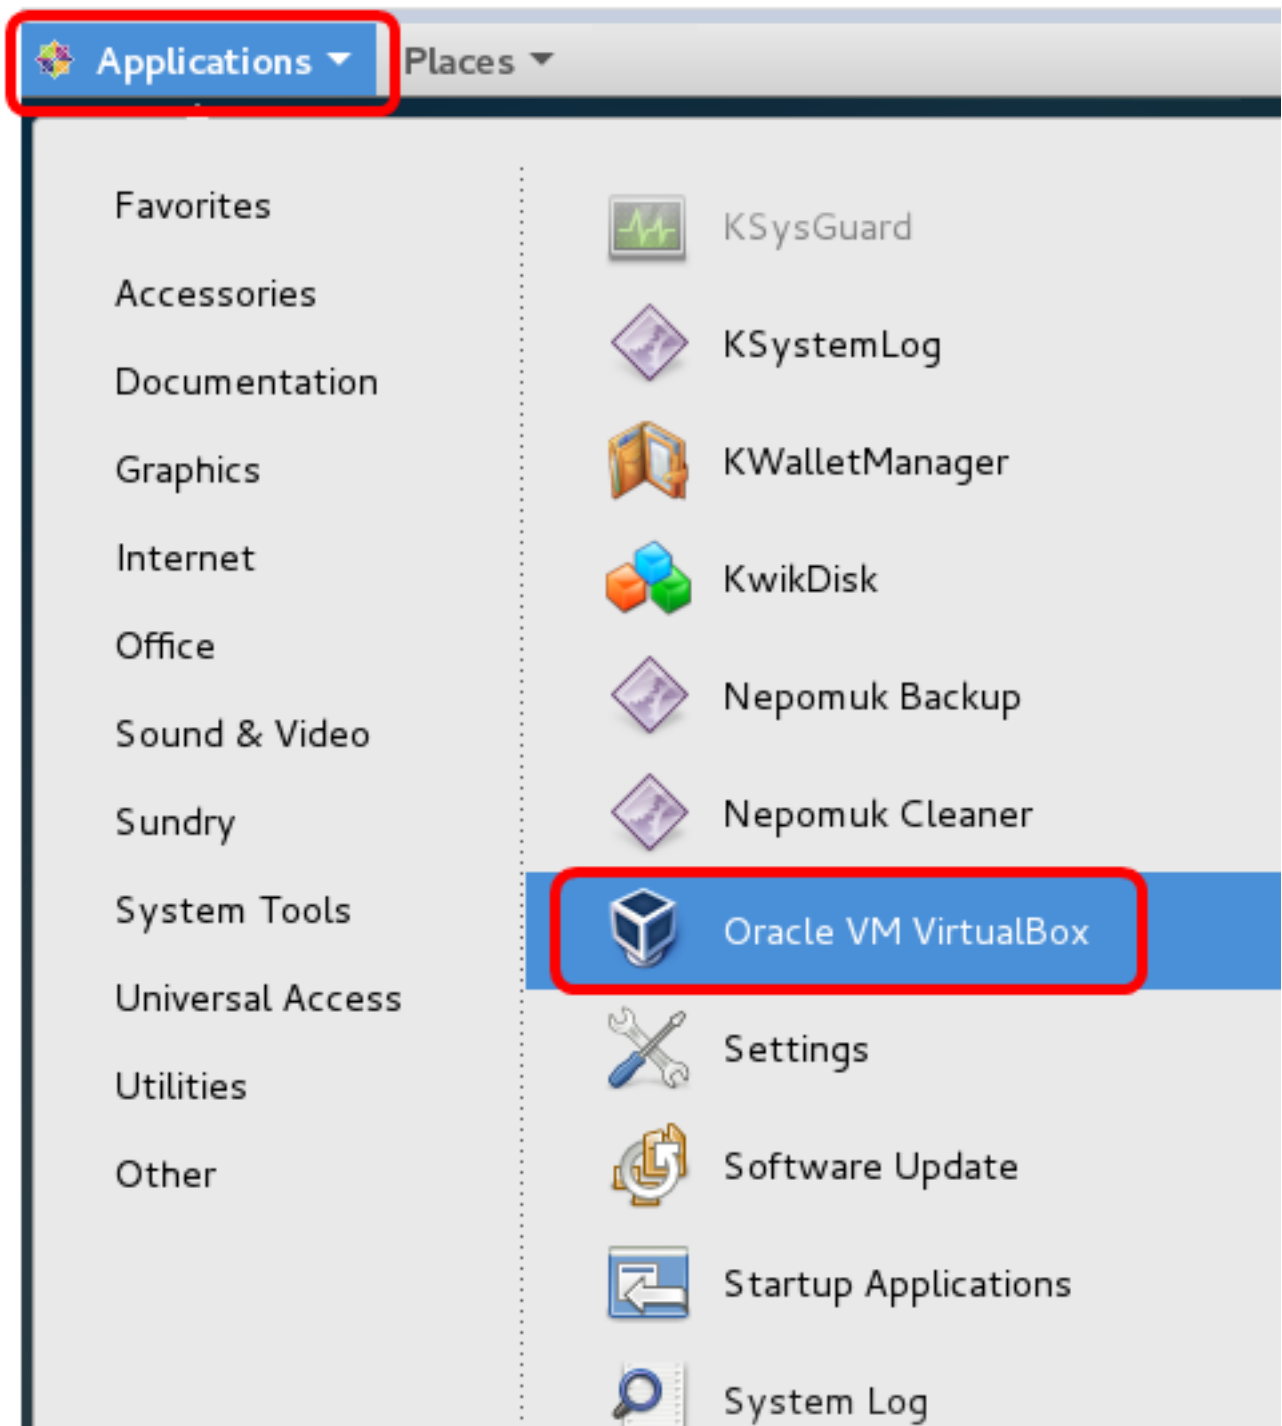 Applications Places
Favorites
Accessories
Documentation
Graphics
Internet
Office
Sound & Video
Sundry
System Tools
Universal Access
Utilities
Other
KSysGuard
KSystemLog
KWalletManager
KwikDisk
Nepomuk Backup
Nepomuk Cleaner
Oracle VM VirtualBox
Settings
Software Update
Startup Applications
System Log